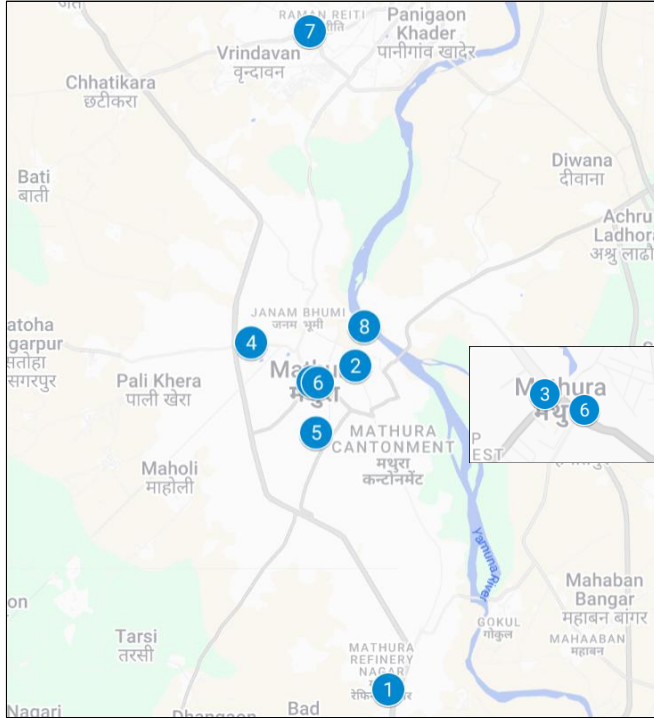 RAMAN REITI
Panigaon
Khader
पानीगांव खादेर
7
Vrindavan
वृन्दावन
Chhatikara
छटीकरा
Bati
बाती
Diwana
दीवाना
Achru
Ladhora
अश्रु लाढौ
JANAM BHUMI
जनम भूमी
8
4
2
6
5
atoha
garpur
सतोहा
सगरपुर
Pali Khera
पाली खेरा
Mathura
3
6
EST
MATHURA
CANTONMENT
मथुरा
कन्टोनमेंट
Maholi
माहोली
Yamuna River
Mahaban
Bangar
महाबन बांगर
MAHAABAN
महाबन
GOKUL
गोकुल
on
Tarsi
तरसी
MATHURA
REFINERY
NAGAR
1
Bad
Nagari